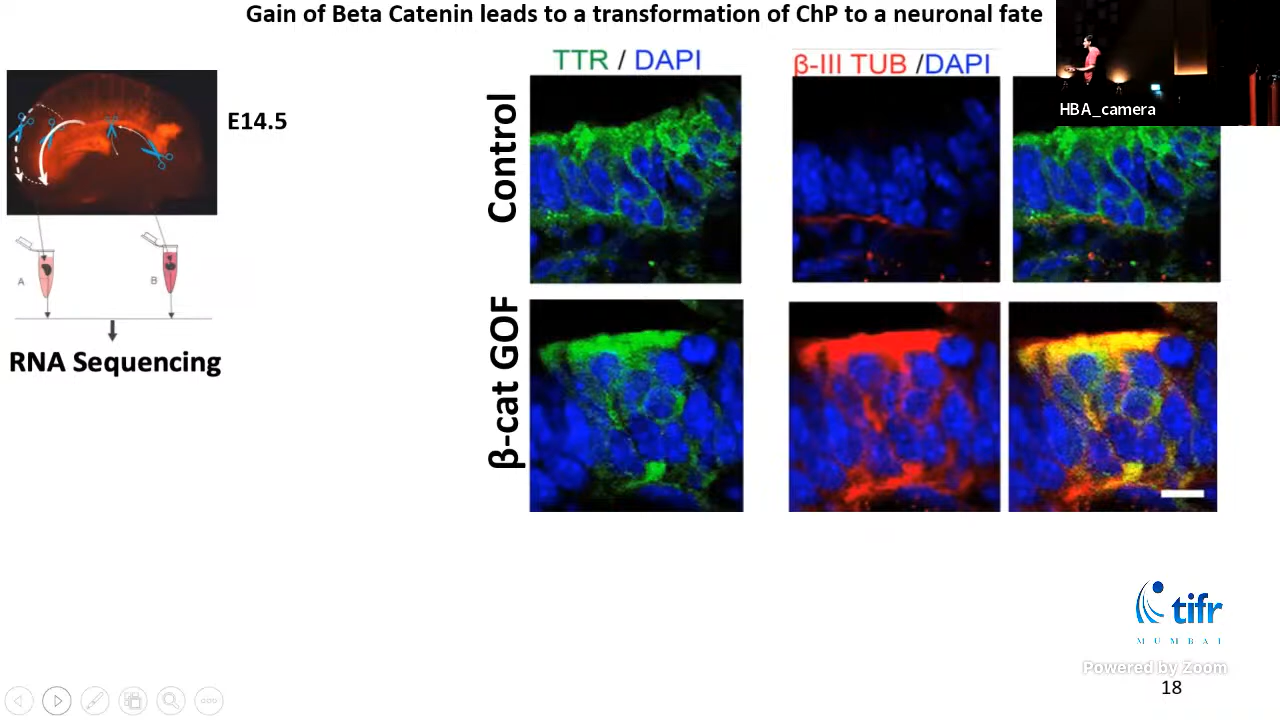 Gain of Beta Catenin leads to a transformation of ChP to a neuronal fate
HBA_camera
E14.5
A
B
RNA Sequencing
TTR / DAPI
β-III TUB /DAPI
Control
β-cat GOF
tifr
MUMBAI
Powered by Zoom
18